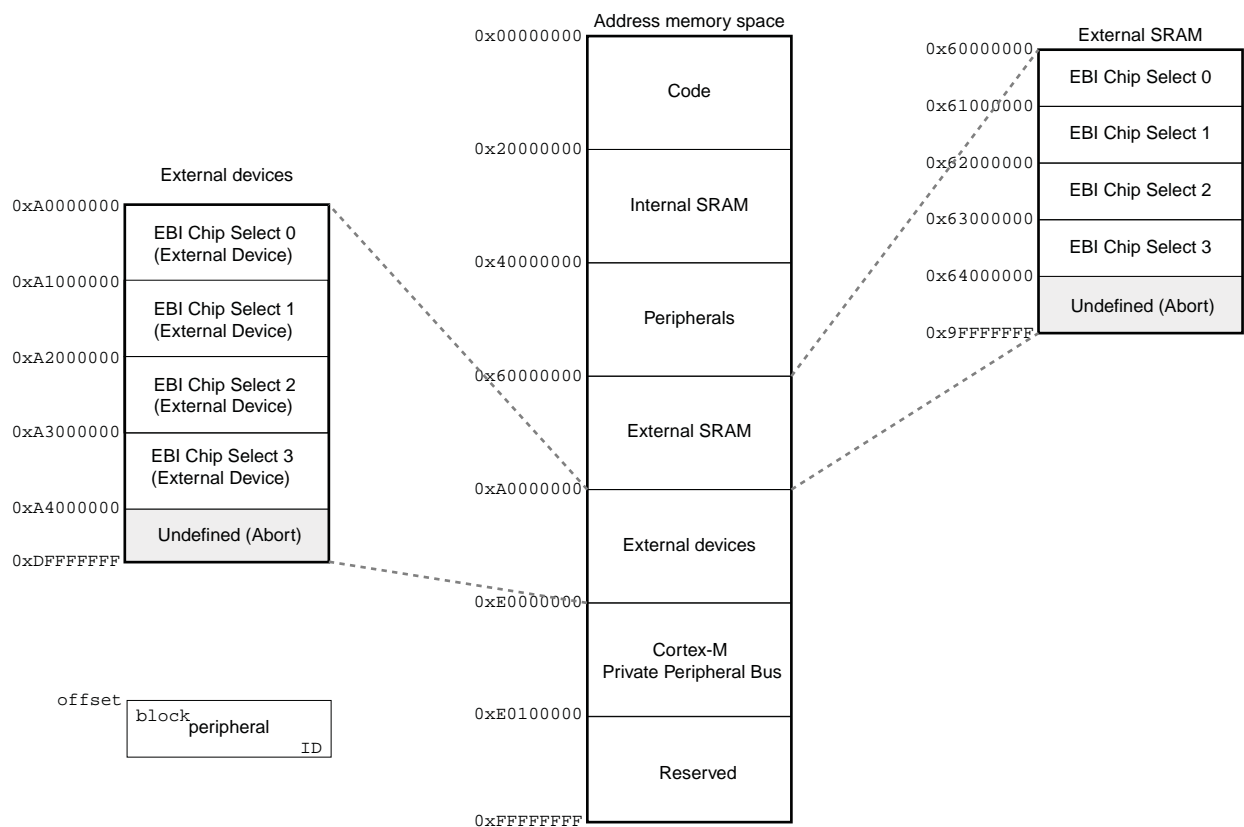 Address memory space
0x00000000
Code
0x20000000
Internal SRAM
0x40000000
Peripherals
0x60000000
External SRAM
0xA0000000
External devices
0xE0000000
Cortex-M
Private Peripheral Bus
0xE0100000
Reserved
0xFFFFFFFF
External devices
0xA0000000
EBI Chip Select 0
(External Device)
0xA1000000
EBI Chip Select 1
(External Device)
0xA2000000
EBI Chip Select 2
(External Device)
0xA3000000
EBI Chip Select 3
(External Device)
0xA4000000
Undefined (Abort)
0xDFFFFFFF
External SRAM
0x60000000
EBI Chip Select 0
0x61000000
EBI Chip Select 1
0x62000000
EBI Chip Select 2
0x63000000
EBI Chip Select 3
0x64000000
Undefined (Abort)
0x9FFFFFFF
offset
block
peripheral
ID